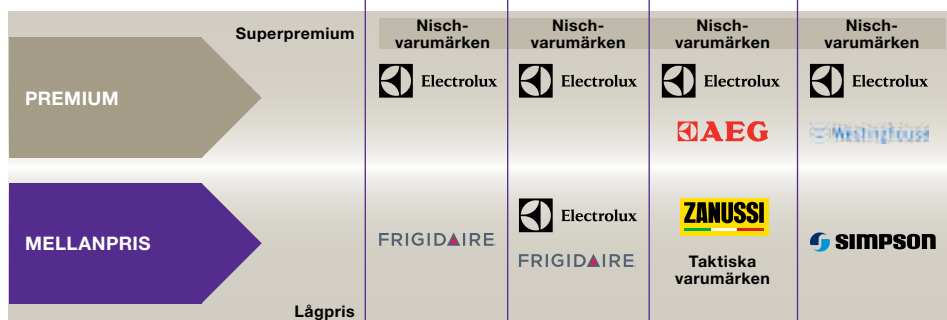 Superpremium
Nisch-
varumärken
Nisch-
varumärken
Nisch-
varumärken
Nisch-
varumärken
PREMIUM
Electrolux
Electrolux
Electrolux
Electrolux
AEG
Westinghouse
MELLANPRIS
FRIGIDAIRE
Electrolux
FRIGIDAIRE
ZANUSSI
Taktiska
varumärken
SIMPSON
Lågpris